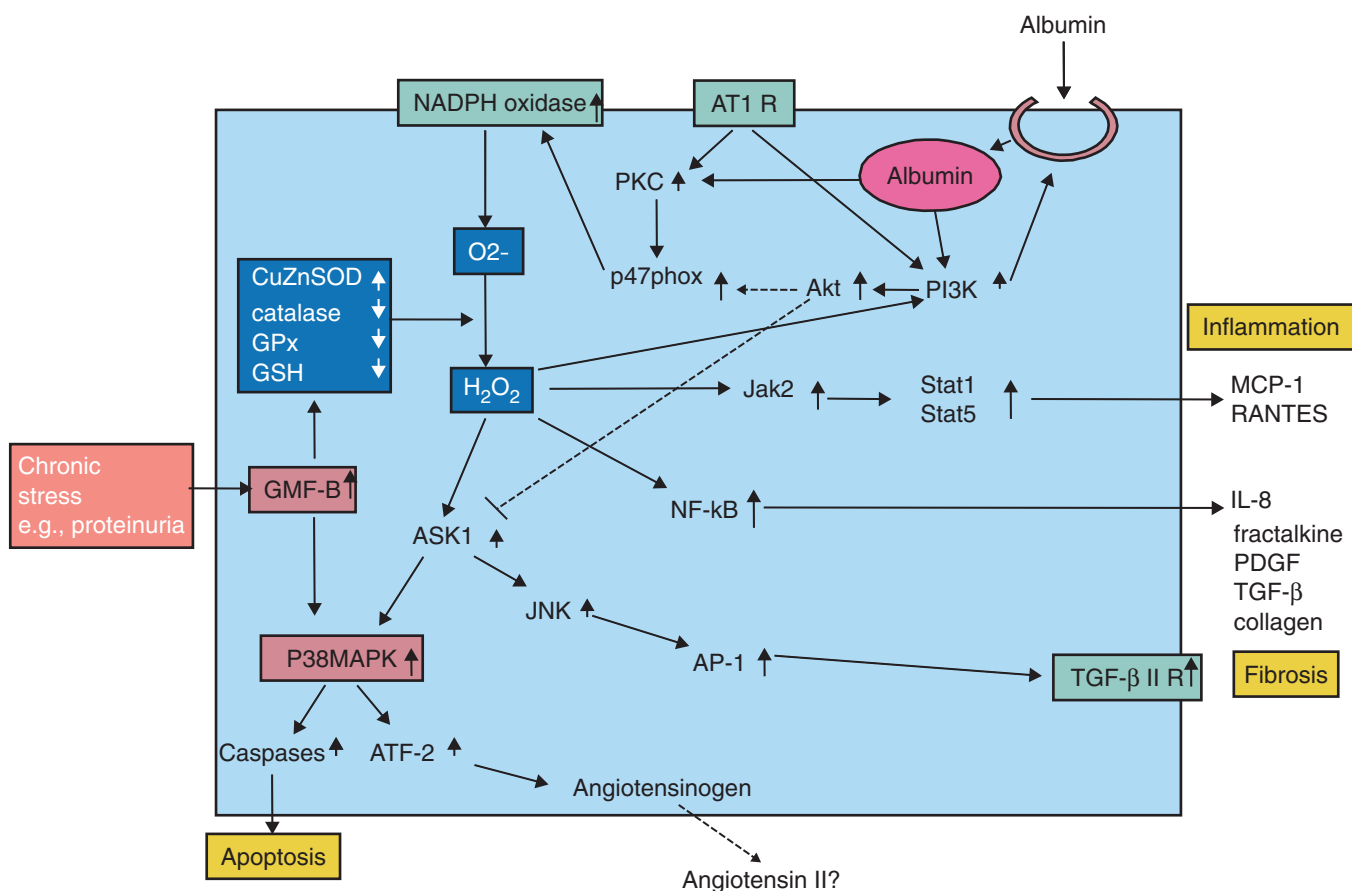 Albumin
NADPH oxidase
AT1 R
PKC
Albumin
O2-
CuZnSOD
catalase
GPx
GSH
p47phox
Akt
PI3K
Inflammation
H2O2
Jak2
Stat1
Stat5
MCP-1
RANTES
Chronic
stress
e.g., proteinuria
GMF-B
NF-kB
IL-8
fractalkine
PDGF
TGF-β
collagen
ASK1
JNK
P38MAPK
AP-1
TGF-β II R
Fibrosis
Caspases
ATF-2
Angiotensinogen
Apoptosis
Angiotensin II?